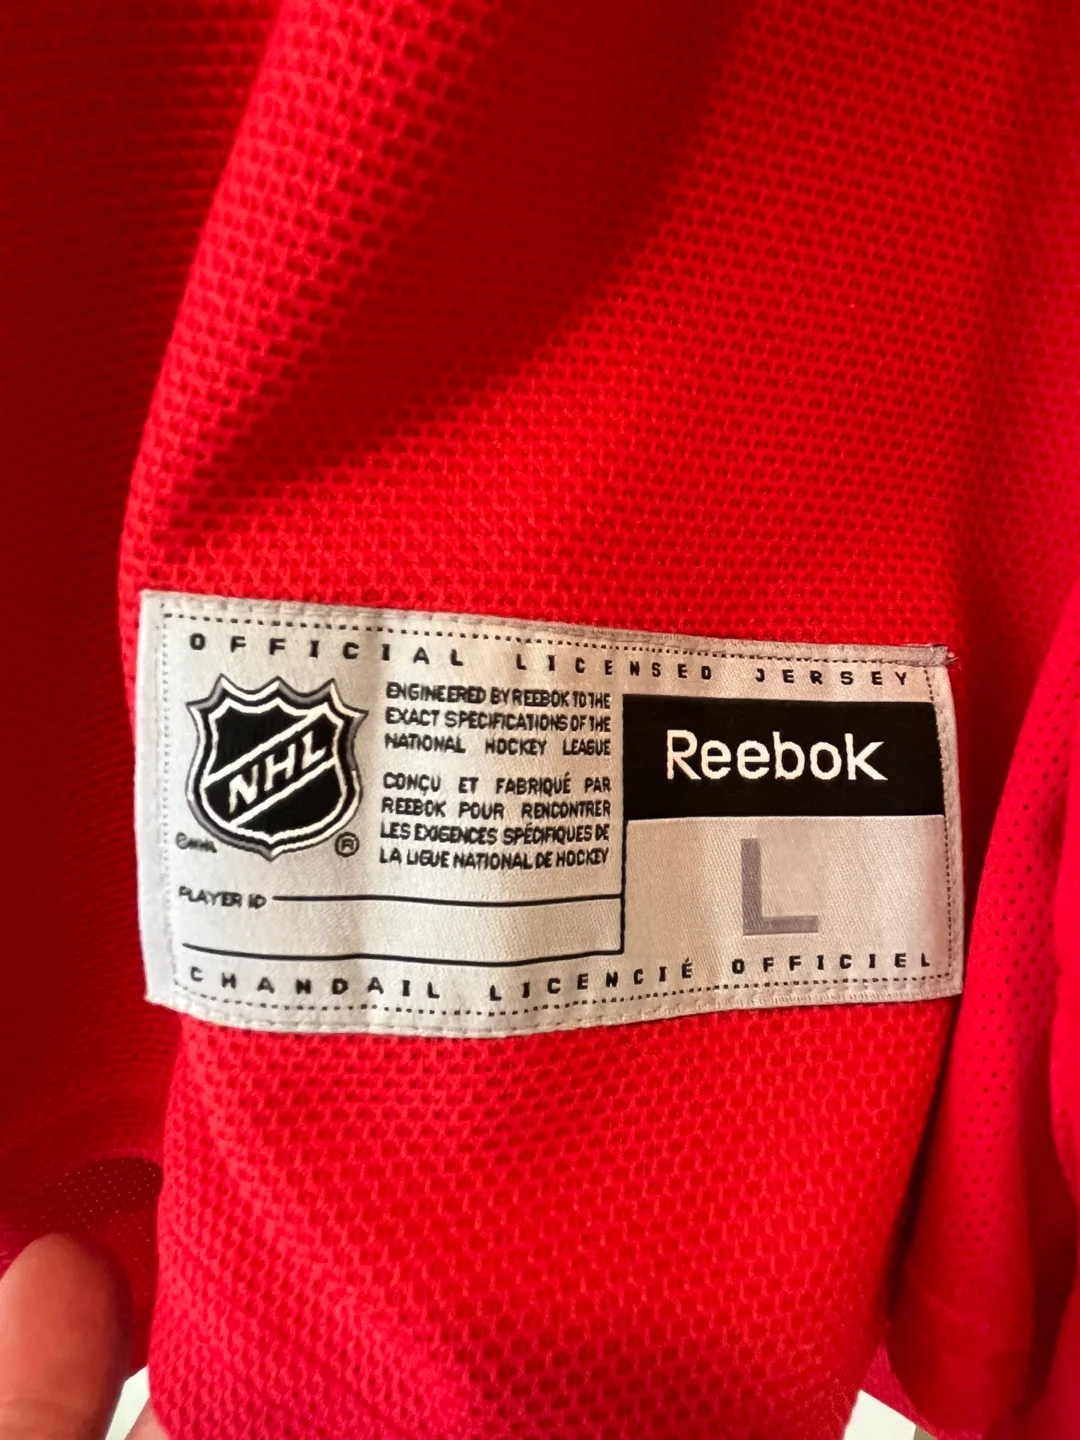 OFFICIAL LICENSED JERSEY
NHL
ENGINEERED BY REEBOK TO THE
EXACT SPECIFICATIONS OF THE
NATIONAL HOCKEY LEAGUE
CONÇU ET FABRIQUÉ PAR
REEBOK POUR RENCONTRER
LES EXIGENCES SPÉCIFIQUES DE
LA LIGUE NATIONAL DE HOCKEY
Reebok
L
©NHL
®
PLAYER ID
CHANDAIL LICENCIÉ OFFICIEL